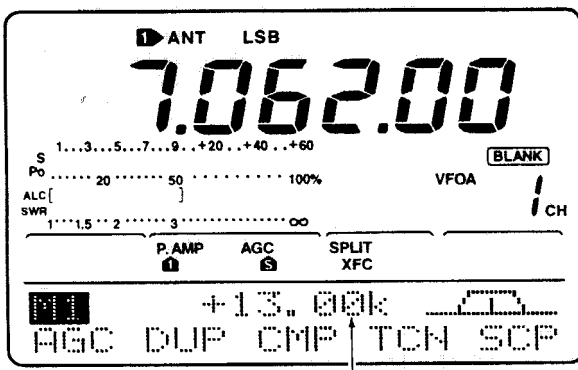 1 ANT LSB
7.062.00
S 1...3...5...7...9..+20..+40..+60
BLANK
Po ······ 20 ········ 50 ·········· 100%
VFOA
ALC [ ]
1 CH
SWR 1···1.5··2 ······ 3 ·············· ∞
P.AMP AGC SPLIT
1 S XFC
M1 +13.00k
AGC DUP CMP TCN SCP